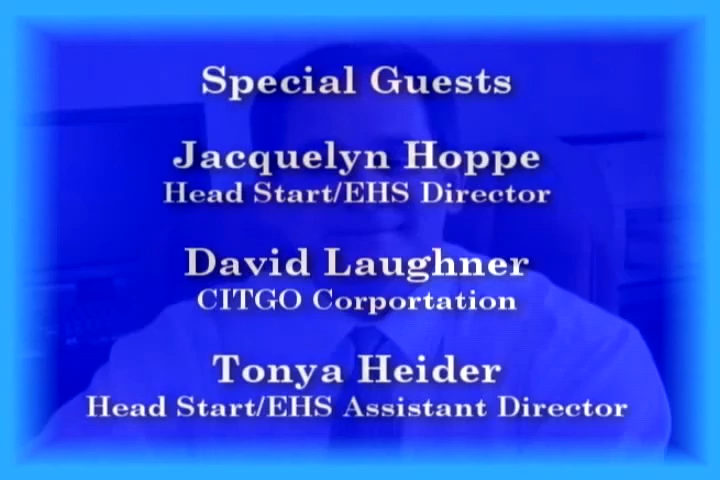 Special Guests
Jacquelyn Hoppe
Head Start/EHS Director
David Laughner
CITGO Corportation
Tonya Heider
Head Start/EHS Assistant Director